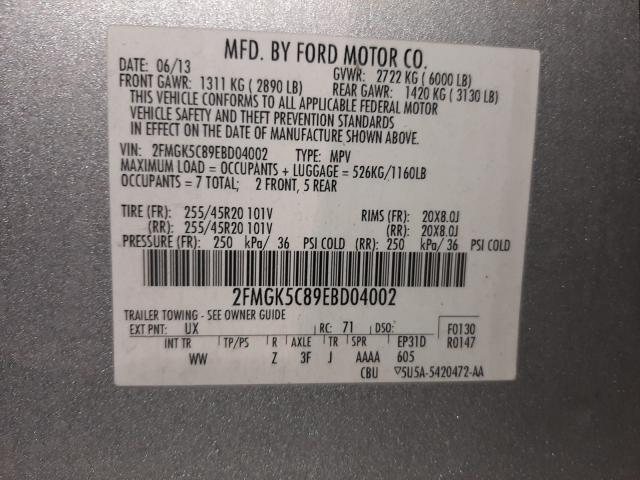 MFD. BY FORD MOTOR CO.
DATE: 06/13 GVWR: 2722 KG ( 6000 LB)
FRONT GAWR: 1311 KG ( 2890 LB) REAR GAWR: 1420 KG ( 3130 LB)
THIS VEHICLE CONFORMS TO ALL APPLICABLE FEDERAL MOTOR
VEHICLE SAFETY AND THEFT PREVENTION STANDARDS
IN EFFECT ON THE DATE OF MANUFACTURE SHOWN ABOVE.
VIN: 2FMGK5C89EBD04002 TYPE: MPV
MAXIMUM LOAD = OCCUPANTS + LUGGAGE = 526KG/1160LB
OCCUPANTS = 7 TOTAL; 2 FRONT, 5 REAR
TIRE (FR): 255/45R20 101V RIMS (FR): 20X8.0J
(RR): 255/45R20 101V (RR): 20X8.0J
PRESSURE (FR): 250 kPa/ 36 PSI COLD (RR): 250 kPa/ 36 PSI COLD
2FMGK5C89EBD04002
TRAILER TOWING - SEE OWNER GUIDE
EXT PNT: UX RC: 71 DSO: F0130
INT TR TP/PS R AXLE TR SPR EP31D R0147
WW Z 3F J AAAA 605
CBU ▽5U5A-5420472-AA